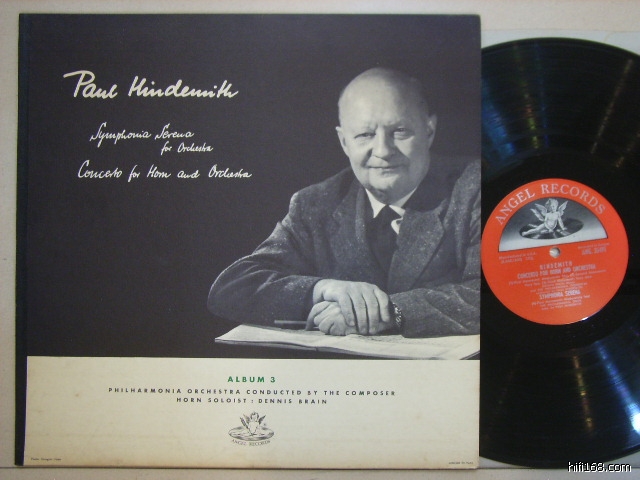 Paul Hindemith
Symphonia Serena
for Orchestra
Concerto for Horn and Orchestra
ALBUM 3
PHILHARMONIA ORCHESTRA CONDUCTED BY THE COMPOSER
HORN SOLOIST : DENNIS BRAIN
ANGEL RECORDS
ANGEL RECORDS
HINDEMITH
CONCERTO FOR HORN AND ORCHESTRA
SYMPHONIA SERENA
hifi168.com